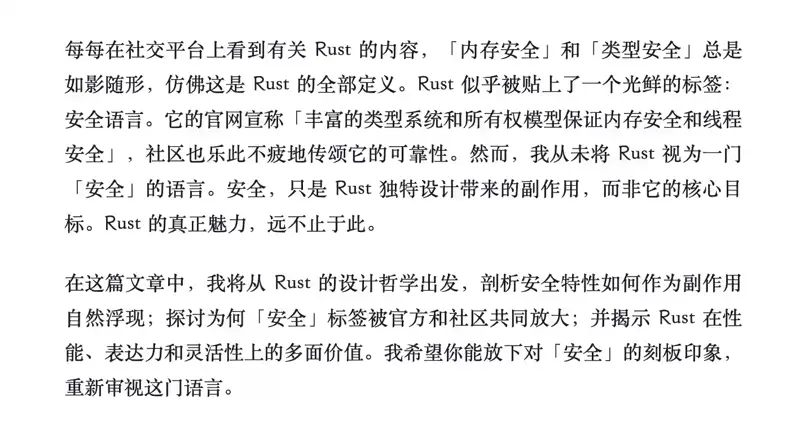 每每在社交平台上看到有关 Rust 的内容，「内存安全」和「类型安全」总是
如影随形，仿佛这是 Rust 的全部定义。Rust 似乎被贴上了一个光鲜的标签：
安全语言。它的官网宣称「丰富的类型系统和所有权模型保证内存安全和线程
安全」，社区也乐此不疲地传颂它的可靠性。然而，我从未将 Rust 视为一门
「安全」的语言。安全，只是 Rust 独特设计带来的副作用，而非它的核心目
标。Rust 的真正魅力，远不止于此。
在这篇文章中，我将从 Rust 的设计哲学出发，剖析安全特性如何作为副作用
自然浮现；探讨为何「安全」标签被官方和社区共同放大；并揭示 Rust 在性
能、表达力和灵活性上的多面价值。我希望你能放下对「安全」的刻板印象，
重新审视这门语言。